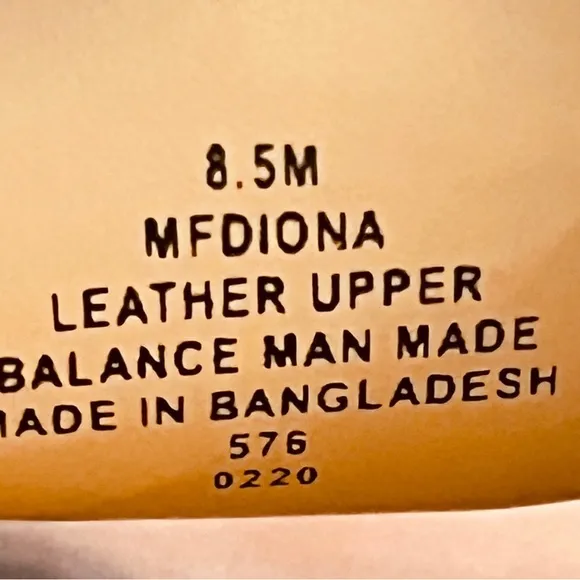 8.5M
MFDIONA
LEATHER UPPER
BALANCE MAN MADE
MADE IN BANGLADESH
576
0220